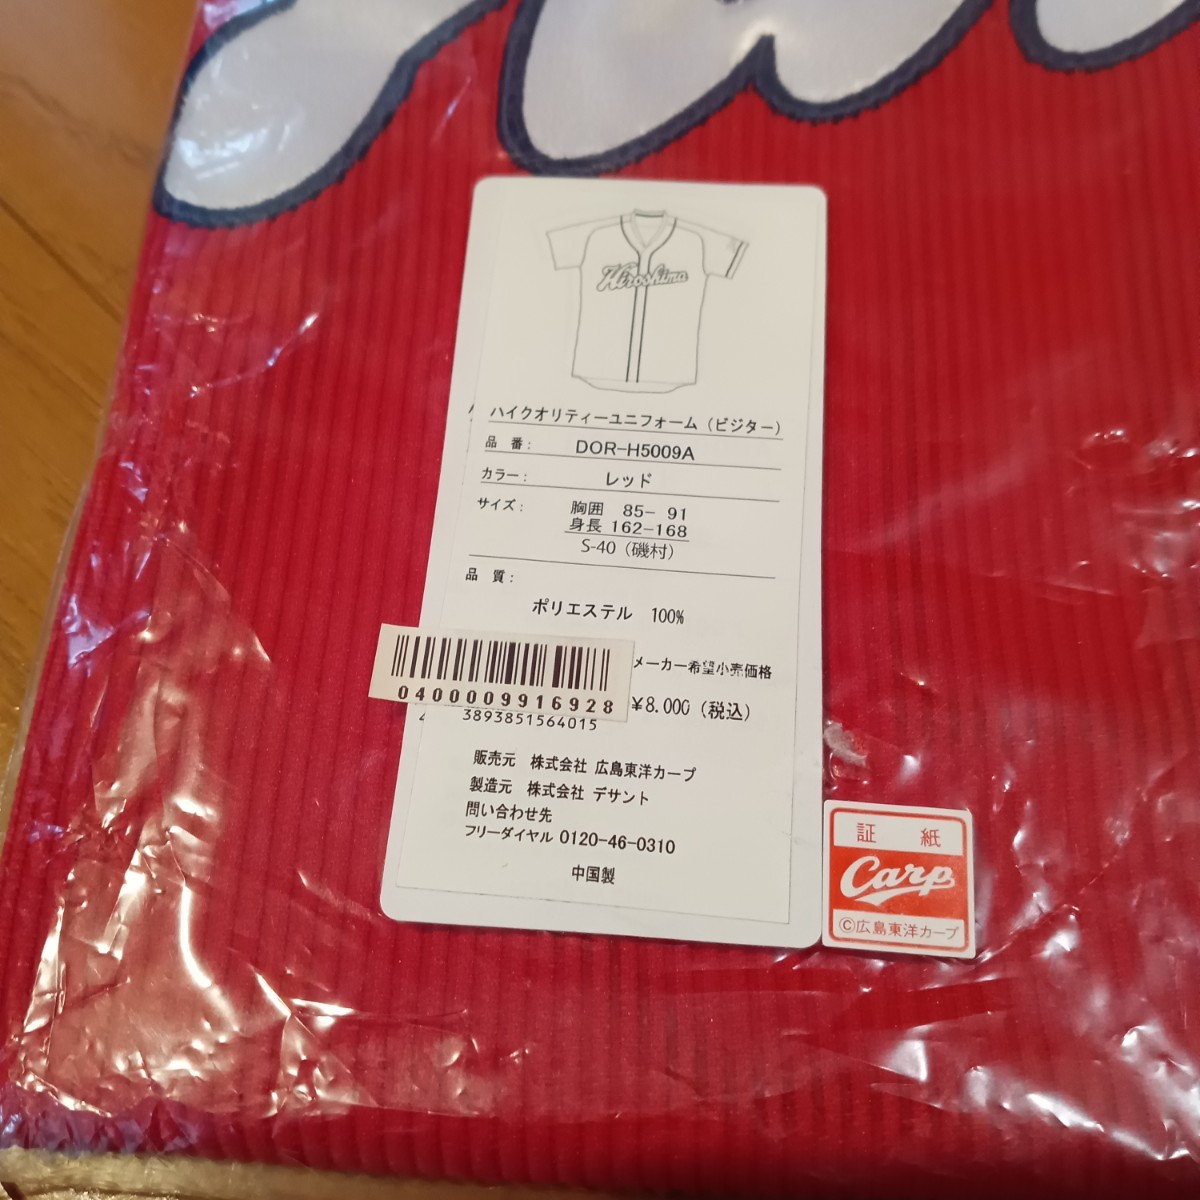 Hiroshima
ハイクオリティーユニフォーム（ビジター）
品 番： DOR-H5009A
カラー： レッド
サイズ： 胸囲 85- 91
身長 162-168
S-40（磯村）
品 質：
ポリエステル 100%
メーカー希望小売価格
¥8,000（税込）
0400009916928
3893851564015
販売元 株式会社 広島東洋カープ
製造元 株式会社 デサント
問い合わせ先
フリーダイヤル 0120-46-0310
中国製
証 紙
Carp
©広島東洋カープ